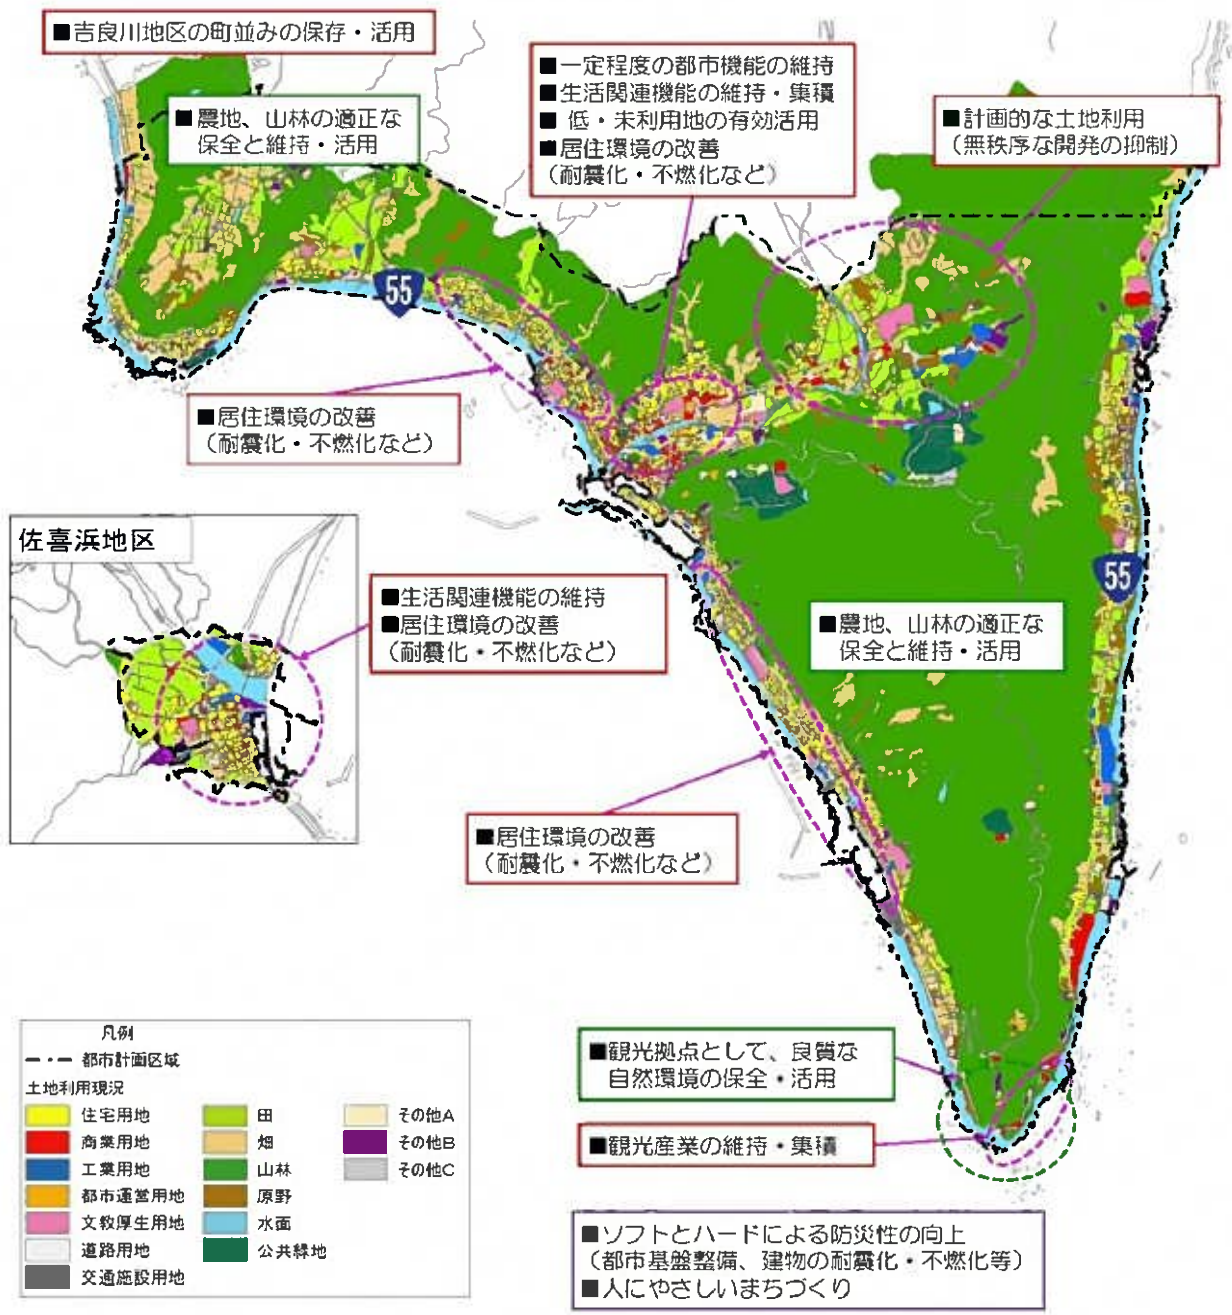 ■吉良川地区の町並みの保存・活用
■農地、山林の適正な
保全と維持・活用
■一定程度の都市機能の維持
■生活関連機能の維持・集積
■低・未利用地の有効活用
■居住環境の改善
（耐震化・不燃化など）
■計画的な土地利用
（無秩序な開発の抑制）
55
■居住環境の改善
（耐震化・不燃化など）
佐喜浜地区
■生活関連機能の維持
■居住環境の改善
（耐震化・不燃化など）
55
■農地、山林の適正な
保全と維持・活用
■居住環境の改善
（耐震化・不燃化など）
■観光拠点として、良質な
自然環境の保全・活用
■観光産業の維持・集積
■ソフトとハードによる防災性の向上
（都市基盤整備、建物の耐震化・不燃化等）
■人にやさしいまちづくり
凡例
都市計画区域
土地利用現況
住宅用地
商業用地
工業用地
都市運営用地
文教厚生用地
道路用地
交通施設用地
田
畑
山林
原野
水面
公共緑地
その他A
その他B
その他C